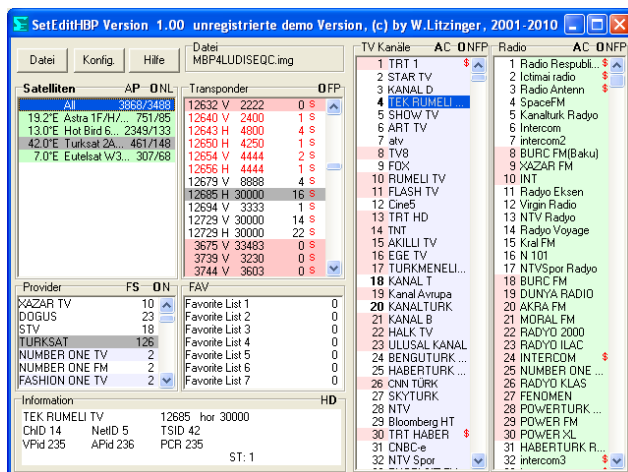 SetEditHBP Version 1.00 unregistrierte demo Version, (c) by W.Litzinger, 2001-2010
Datei Konfig. Hilfe
Datei
MBP4LUDISEQC.img
Satelliten AP ONL
All 3868/3488
19.2°E Astra 1F/H/... 751/85
13.0°E Hot Bird 6... 2349/133
42.0°E Turksat 2A... 461/148
7.0°E Eutelsat W3... 307/68
Transponder OFP
12632 V 2222 0 S
12640 V 2400 1 S
12643 H 4800 4 S
12650 H 4250 1 S
12654 V 4444 2 S
12656 H 4444 1 S
12679 V 8888 4 S
12685 H 30000 16 S
12694 V 3333 1 S
12729 V 30000 14 S
12729 H 30000 22 S
3675 V 33483 0 S
3739 V 3230 0 S
3744 V 3603 0 S
Provider FS ON
XAZAR TV 10
DOGUS 23
STV 18
TURKSAT 126
NUMBER ONE TV 2
NUMBER ONE FM 2
FASHION ONE TV 2
FAV
Favorite List 1 0
Favorite List 2 0
Favorite List 3 0
Favorite List 4 0
Favorite List 5 0
Favorite List 6 0
Favorite List 7 0
Information HD
TEK RUMELI TV 12685 hor 30000
ChID 14 NetID 5 TSID 42
VPid 235 APid 236 PCR 235
ST: 1
TV Kanäle AC ONFP
1 TRT 1 $
2 STAR TV
3 KANAL D
4 TEK RUMELI ...
5 SHOW TV
6 ART TV
7 atv
8 TV8
9 FOX
10 RUMELI TV
11 FLASH TV
12 Cine5
13 TRT HD
14 TNT
15 AKILLI TV
16 EGE TV
17 TURKMENELI...
18 KANAL T
19 Kanal Avrupa
20 KANALTURK
21 KANAL B
22 HALK TV
23 ULUSAL KANAL
24 BENGUTURK ...
25 HABERTURK...
26 CNN TÜRK
27 SKYTURK
28 NTV
29 Bloomberg HT
30 TRT HABER $
31 CNBC-e
32 NTV Spor
Radio AC ONFP
1 Radio Respubli... $
2 Ictimai radio $
3 Radio Antenn $
4 SpaceFM
5 Kanalturk Radyo
6 Intercom
7 intercom2
8 BURC FM(Baku)
9 XAZAR FM
10 INT
11 Radyo Eksen
12 Virgin Radio
13 NTV Radyo
14 Radyo Voyage
15 Kral FM
16 N 101
17 NTVSpor Radyo
18 BURC FM
19 DUNYA RADIO
20 AKRA FM
21 MORAL FM
22 RADYO 2000
23 RADYO ILAC
24 INTERCOM $
25 NUMBER ONE ...
26 RADYO KLAS
27 FENOMEN
28 POWERTURK ...
29 POWER FM
30 POWER XL
31 HABERTURK R...
32 intercom3 $